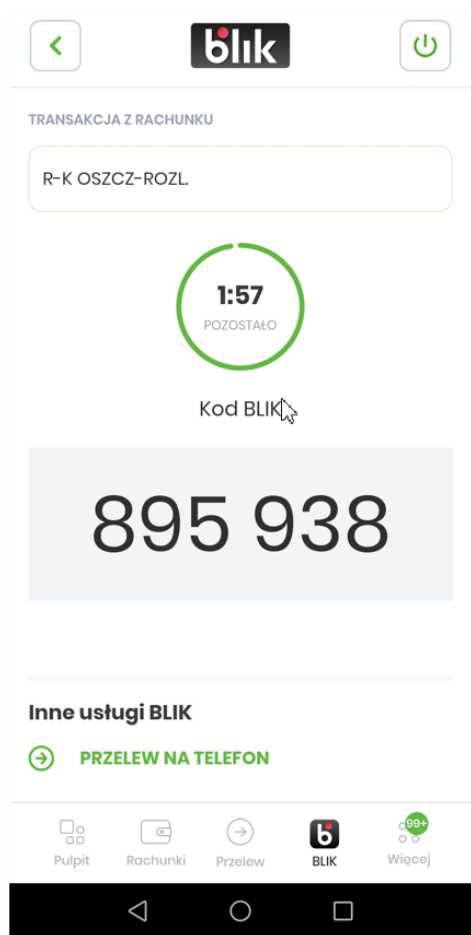 blik
TRANSAKCJA Z RACHUNKU
R-K OSZCZ-ROZL.
1:57
POZOSTAŁO
Kod BLIK
895 938
Inne usługi BLIK
PRZELEW NA TELEFON
99+
Pulpit Rachunki Przelew BLIK Więcej